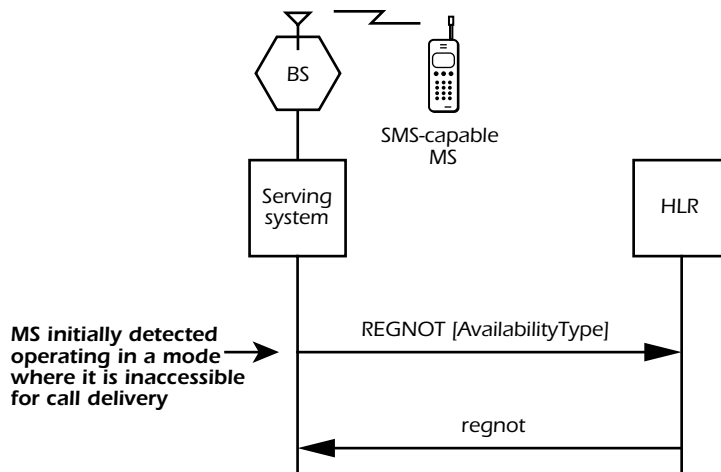 BS
SMS-capable
MS
Serving
system
HLR
MS initially detected
operating in a mode
where it is inaccessible
for call delivery
REGNOT [AvailabilityType]
regnot